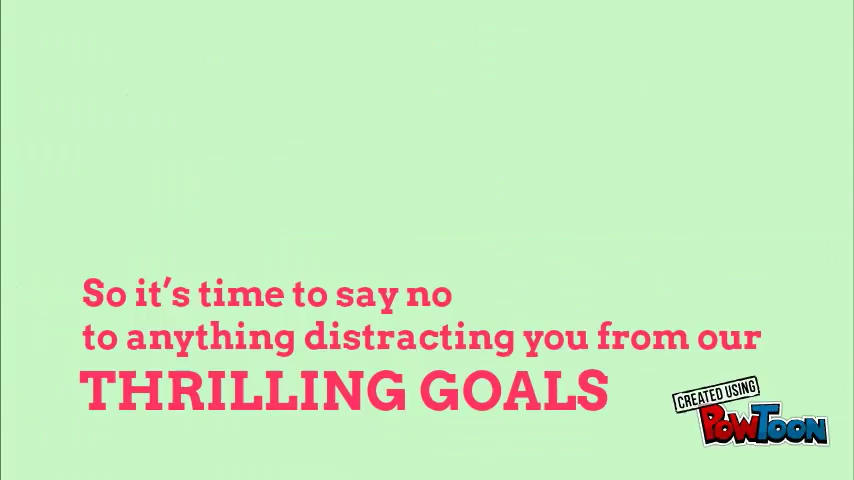 So it's time to say no
to anything distracting you from our
THRILLING GOALS
CREATED USING
POWTOON